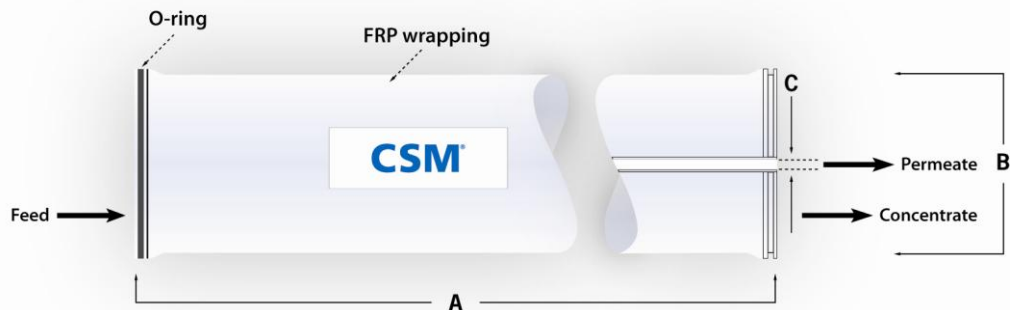 O-ring
FRP wrapping
C
CSM®
Permeate
B
Feed
Concentrate
A